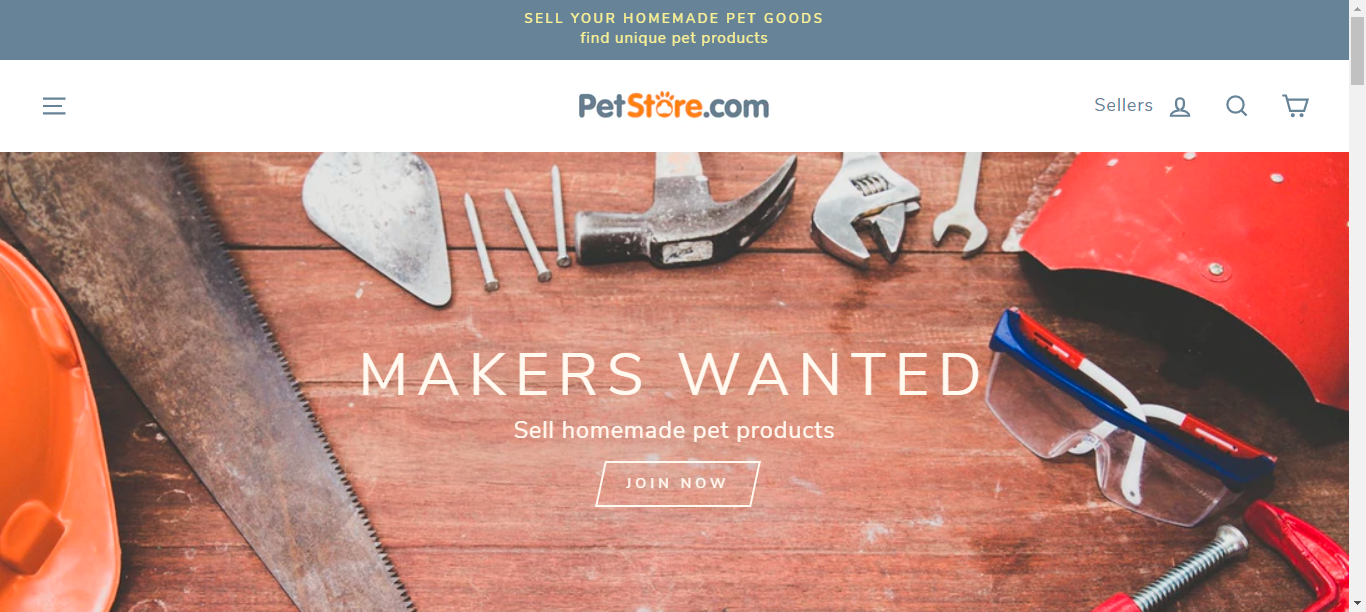 SELL YOUR HOMEMADE PET GOODS
find unique pet products
PetStore.com
Sellers
MAKERS WANTED
Sell homemade pet products
JOIN NOW